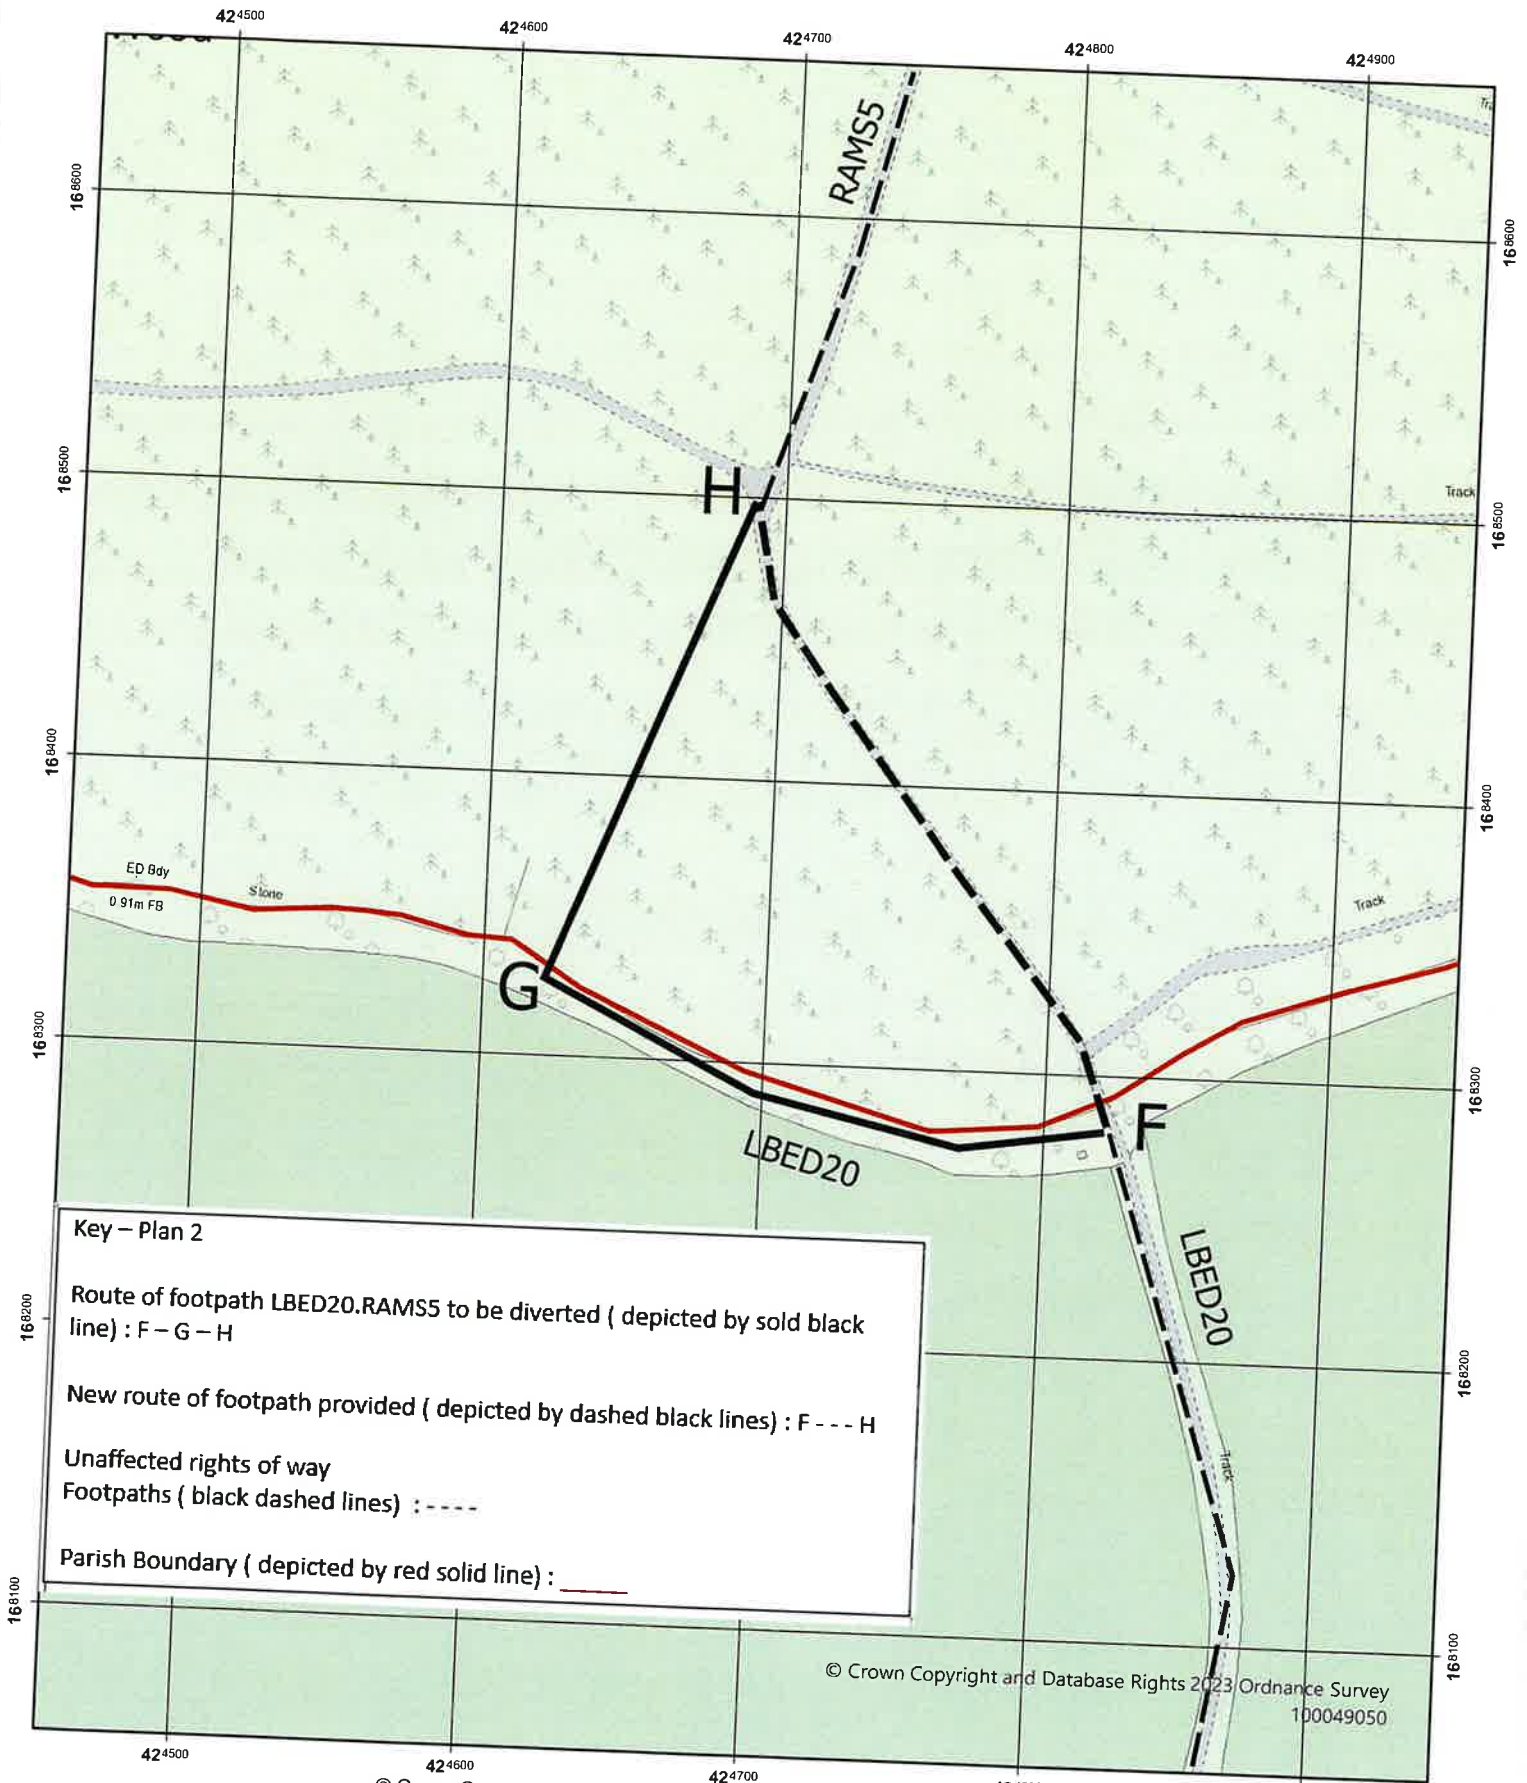 424500
424600
424700
424800
424900
RAMS5
168600
168600
168500
H
Track
168500
168400
168400
ED Bdy
0 91m FB
Stone
Track
G
168300
168300
F
LBED20
LBED20
Key – Plan 2
Route of footpath LBED20.RAMS5 to be diverted ( depicted by sold black
line) : F – G – H
New route of footpath provided ( depicted by dashed black lines) : F - - - H
Unaffected rights of way
Footpaths ( black dashed lines) : - - - -
Parish Boundary ( depicted by red solid line) : _____
168200
168200
Track
168100
168100
© Crown Copyright and Database Rights 2023 Ordnance Survey
100049050
424500
424600
424700